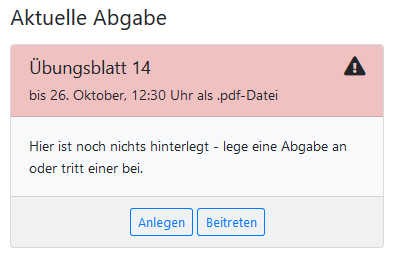 Aktuelle Abgabe
Übungsblatt 14
bis 26. Oktober, 12:30 Uhr als .pdf-Datei
Hier ist noch nichts hinterlegt - lege eine Abgabe an
oder tritt einer bei.
Anlegen Beitreten